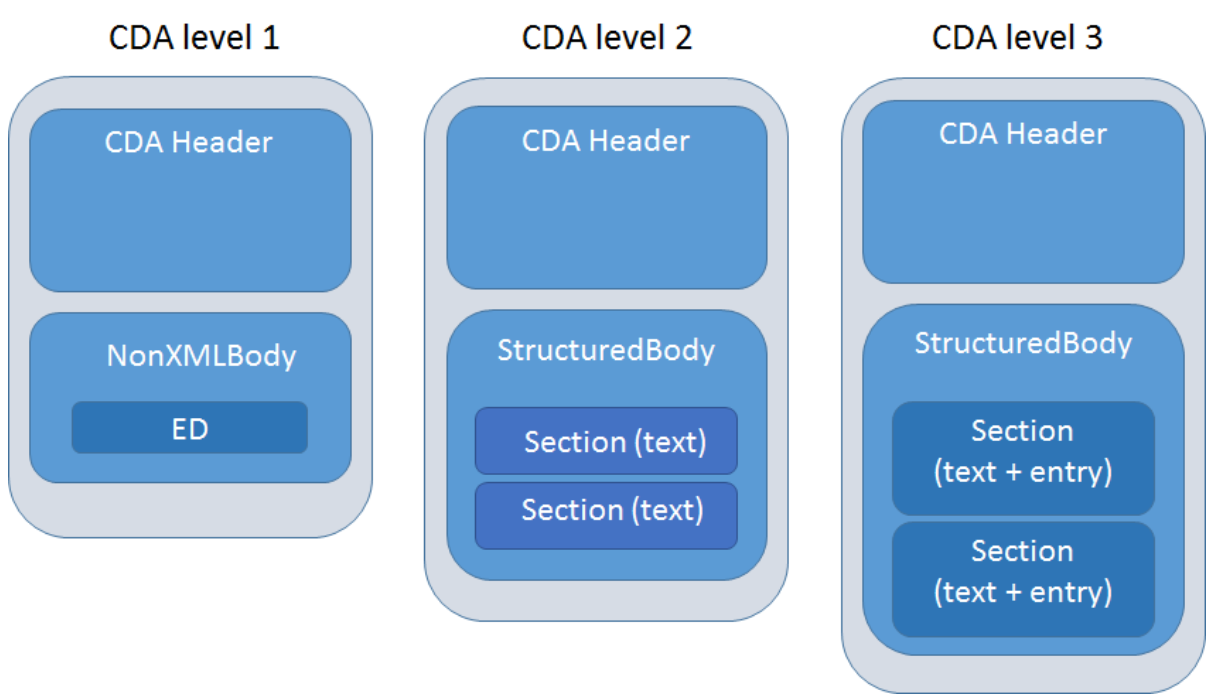 CDA level 1
CDA Header
NonXMLBody
ED
CDA level 2
CDA Header
StructuredBody
Section (text)
Section (text)
CDA level 3
CDA Header
StructuredBody
Section
(text + entry)
Section
(text + entry)